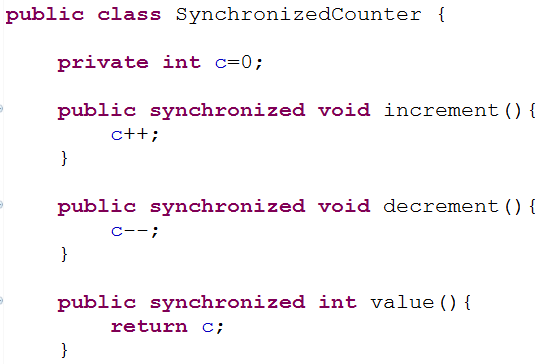 public class SynchronizedCounter {
private int c=0;
public synchronized void increment(){
c++;
}
public synchronized void decrement(){
c--;
}
public synchronized int value(){
return c;
}